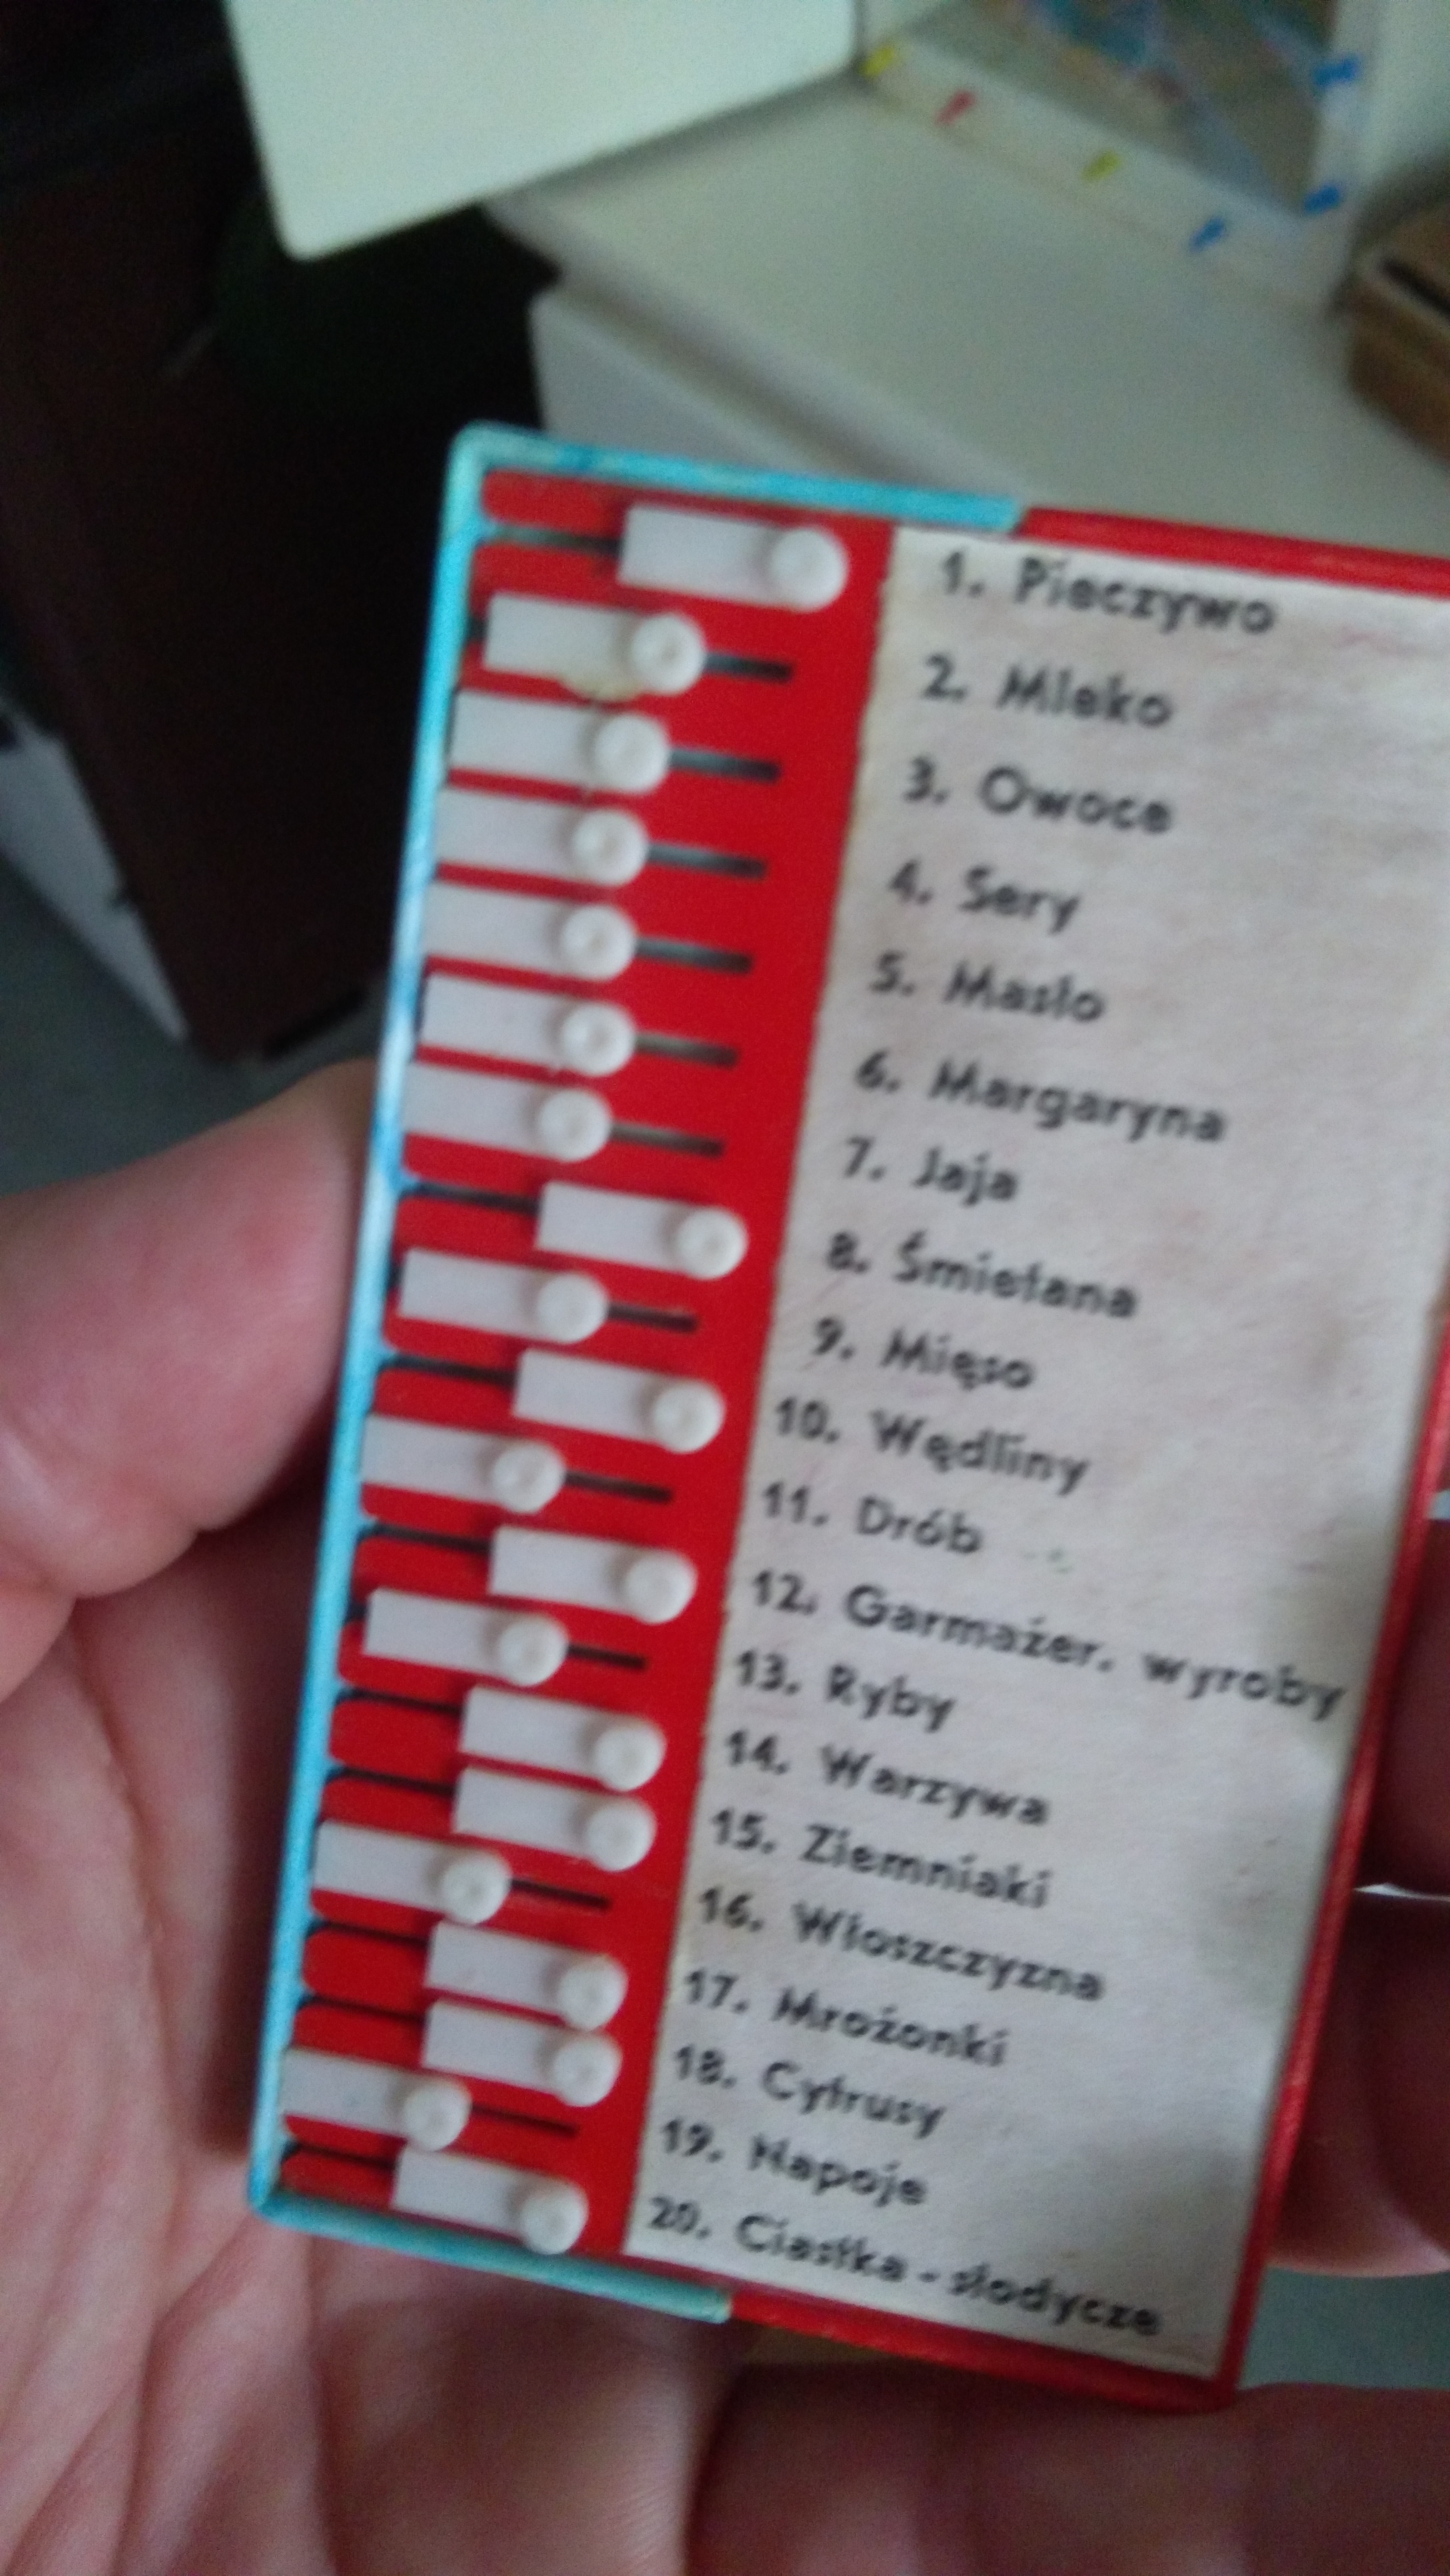 1. Pieczywo
2. Mleko
3. Owoce
4. Sery
5. Masło
6. Margaryna
7. Jaja
8. Śmietana
9. Mięso
10. Wędliny
11. Drób
12. Garmażer. wyroby
13. Ryby
14. Warzywa
15. Ziemniaki
16. Włoszczyzna
17. Mrożonki
18. Cytrusy
19. Napoje
20. Ciastka - słodycze